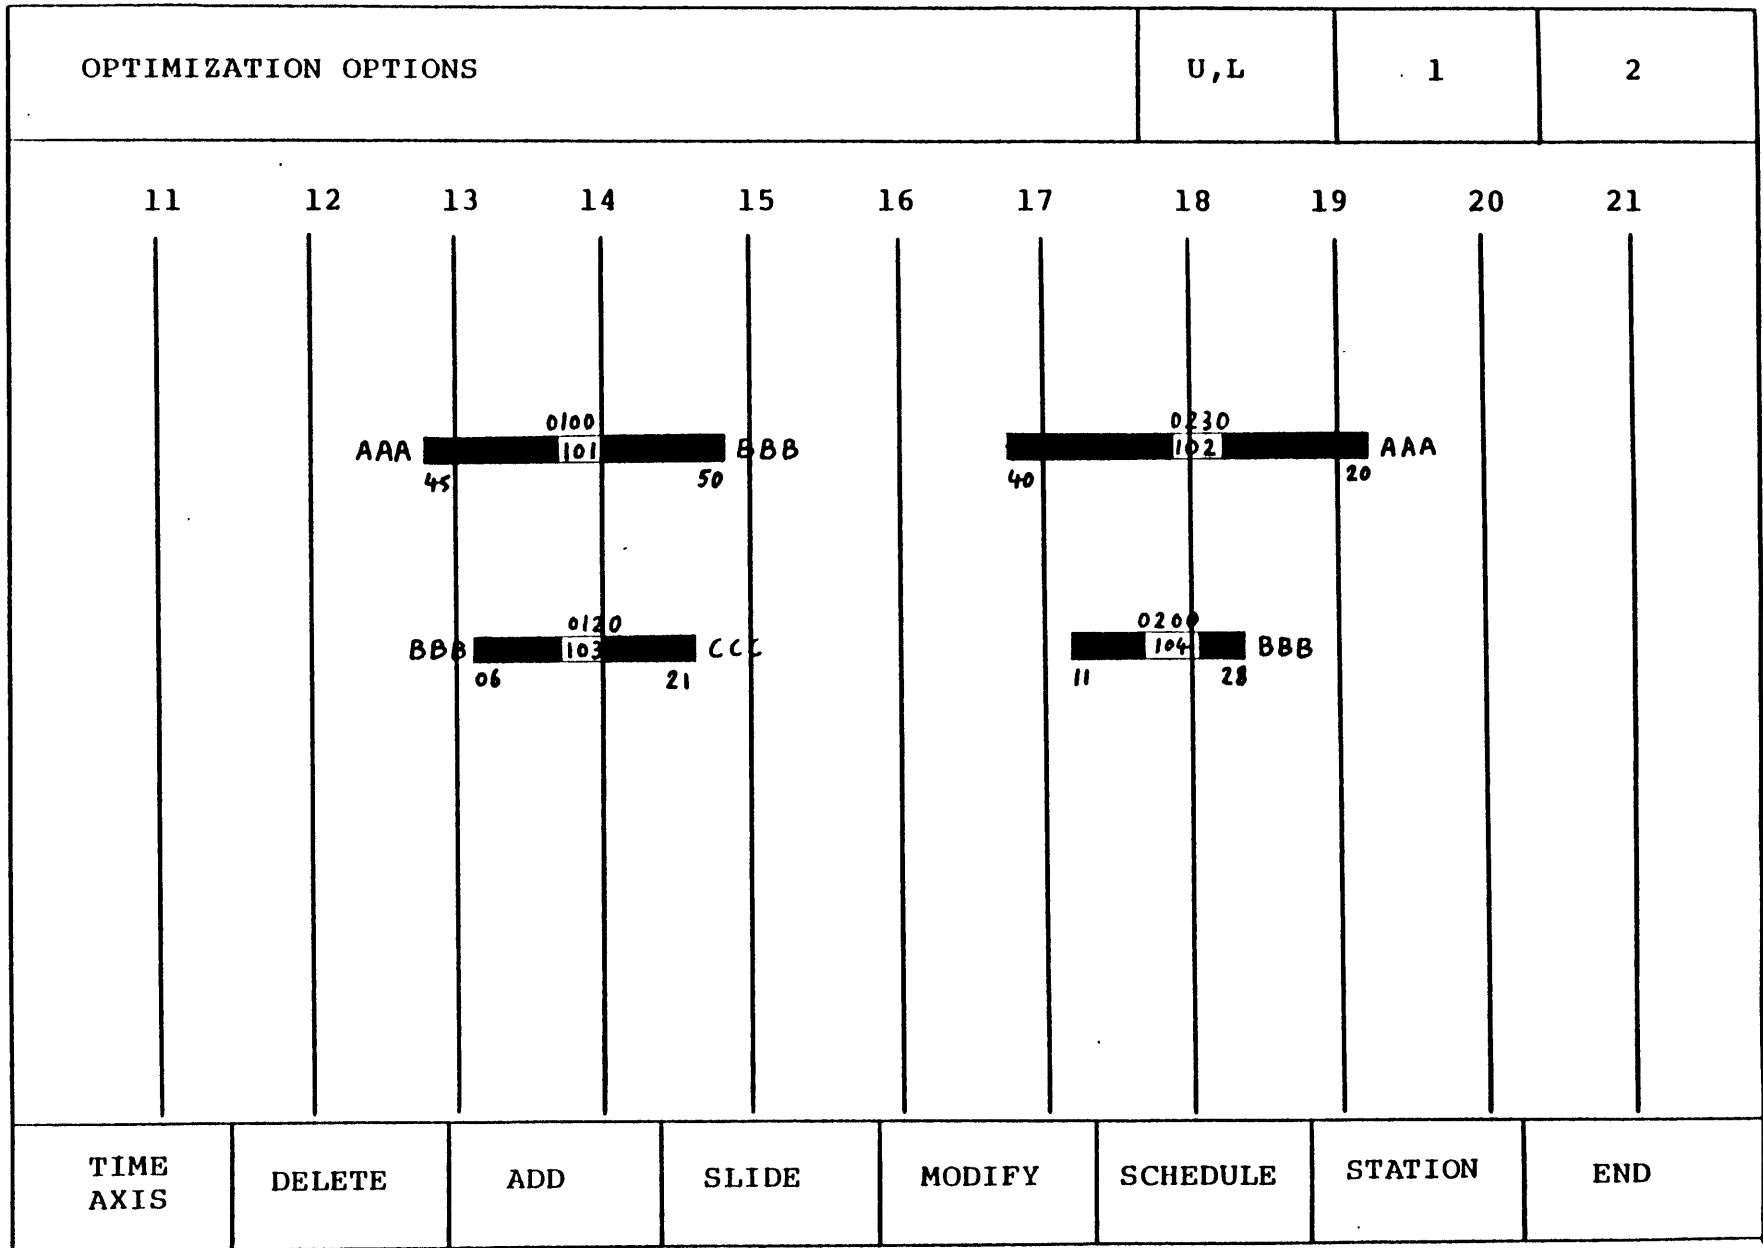 OPTIMIZATION OPTIONS U,L 1 2
11 12 13 14 15 16 17 18 19 20 21
0100 0230
AAA 101 BBB 102 AAA
45 50 40 20
0120 0200
BBB 103 CCC 104 BBB
06 21 11 28
TIME AXIS DELETE ADD SLIDE MODIFY SCHEDULE STATION END